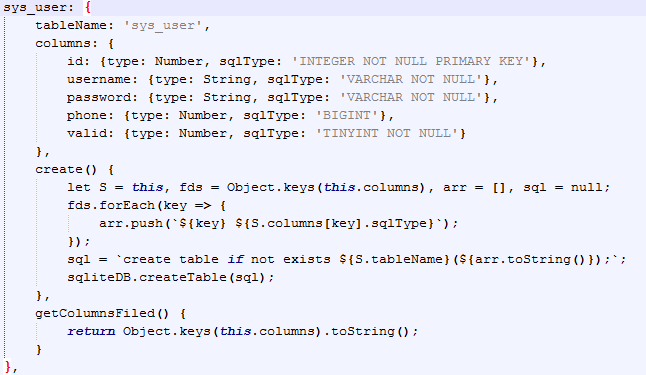 sys_user: {
    tableName: 'sys_user',
    columns: {
        id: {type: Number, sqlType: 'INTEGER NOT NULL PRIMARY KEY'},
        username: {type: String, sqlType: 'VARCHAR NOT NULL'},
        password: {type: String, sqlType: 'VARCHAR NOT NULL'},
        phone: {type: Number, sqlType: 'BIGINT'},
        valid: {type: Number, sqlType: 'TINYINT NOT NULL'}
    },
    create() {
        let S = this, fds = Object.keys(this.columns), arr = [], sql = null;
        fds.forEach(key => {
            arr.push(`${key} ${S.columns[key].sqlType}`);
        });
        sql = `create table if not exists ${S.tableName}(${arr.toString()});`;
        sqliteDB.createTable(sql);
    },
    getColumnsFiled() {
        return Object.keys(this.columns).toString();
    }
},